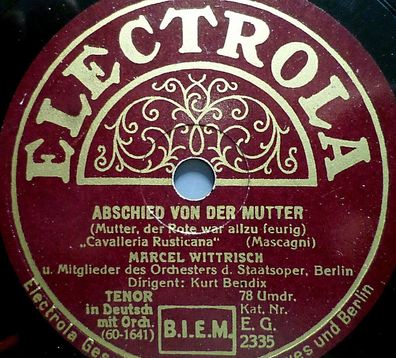 ELECTROLA
ABSCHIED VON DER MUTTER
(Mutter, der Rote war allzu feurig)
„Cavalleria Rusticana" (Mascagni)
MARCEL WITTRISCH
u. Mitglieder des Orchesters d. Staatsoper, Berlin
Dirigent: Kurt Bendix
TENOR
in Deutsch
mit Orch.
(60-1641)
B.I.E.M.
78 Umdr.
Kat. Nr.
E. G.
2335
Electrola Ges und Berlin